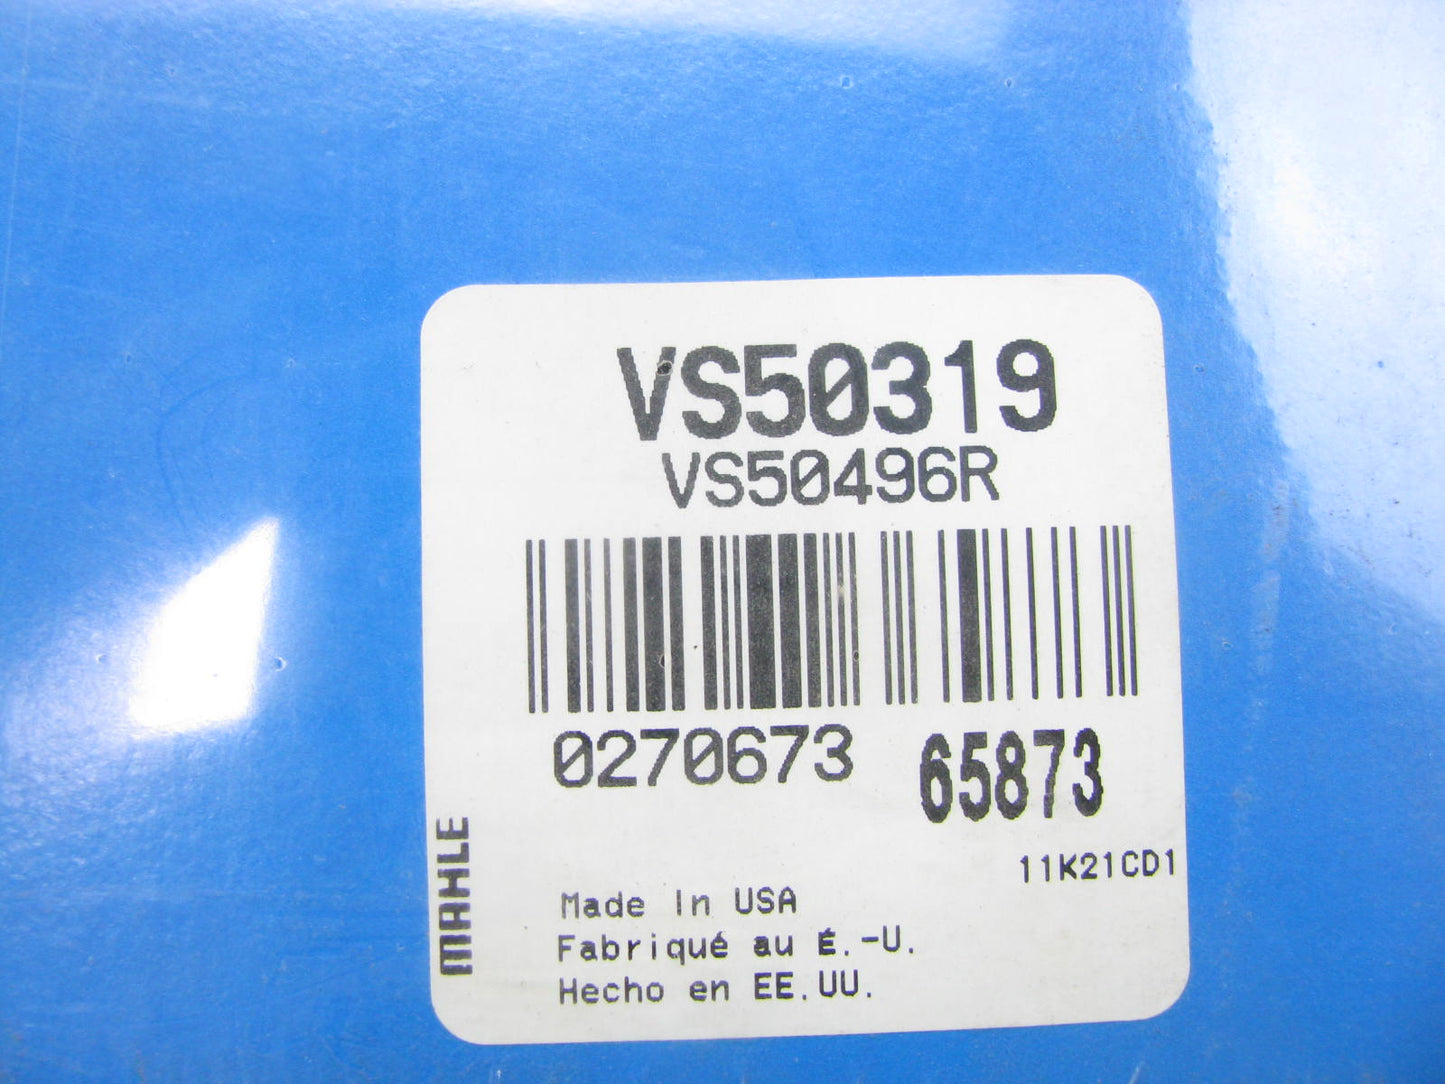 VS50319
VS50496R
0270673
65873
11K21CD1
MAHLE
Made In USA
Fabriqué au É.-U.
Hecho en EE.UU.